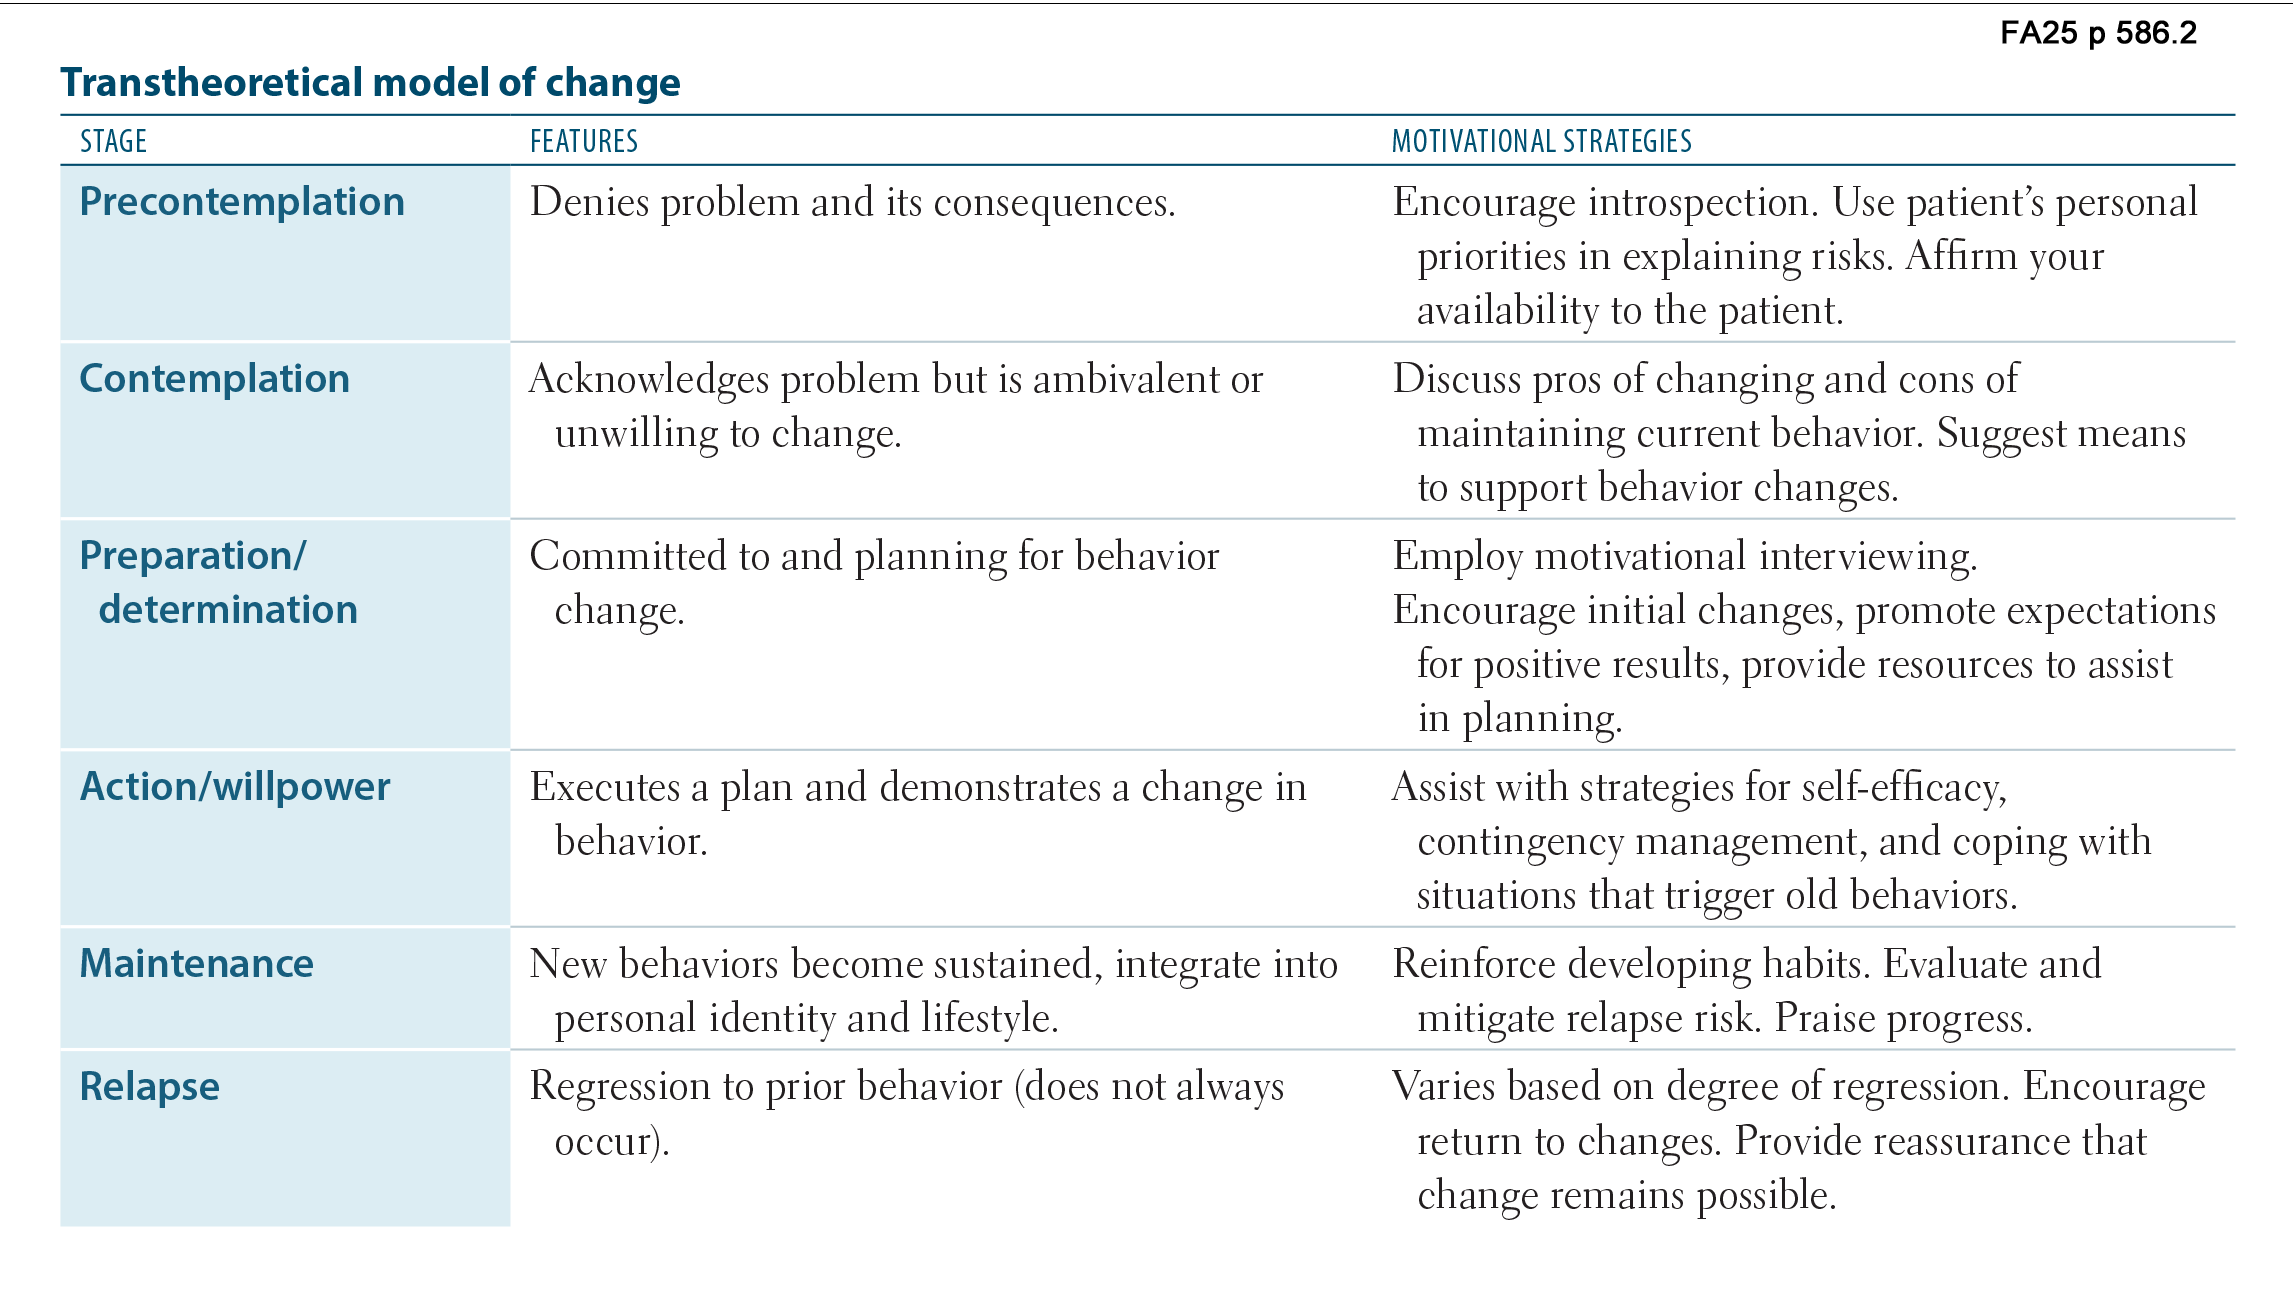 FA25 p 586.2
Transtheoretical model of change
STAGE FEATURES MOTIVATIONAL STRATEGIES
Precontemplation Denies problem and its consequences. Encourage introspection. Use patient’s personal
priorities in explaining risks. Affirm your
availability to the patient.
Contemplation Acknowledges problem but is ambivalent or Discuss pros of changing and cons of
unwilling to change. maintaining current behavior. Suggest means
to support behavior changes.
Preparation/ Committed to and planning for behavior Employ motivational interviewing.
determination change. Encourage initial changes, promote expectations
for positive results, provide resources to assist
in planning.
Action/willpower Executes a plan and demonstrates a change in Assist with strategies for self-efficacy,
behavior. contingency management, and coping with
situations that trigger old behaviors.
Maintenance New behaviors become sustained, integrate into Reinforce developing habits. Evaluate and
personal identity and lifestyle. mitigate relapse risk. Praise progress.
Relapse Regression to prior behavior (does not always Varies based on degree of regression. Encourage
occur). return to changes. Provide reassurance that
change remains possible.